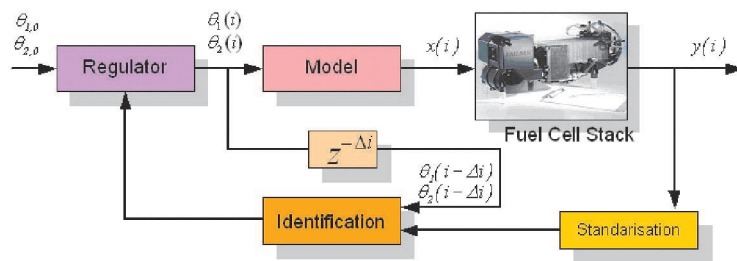 θ1,0
θ2,0
Regulator
θ1(i)
θ2(i)
Model
x(i)
Fuel Cell Stack
y(i)
z−Δi
θ1(i−Δi)
θ2(i−Δi)
Identification
Standarisation